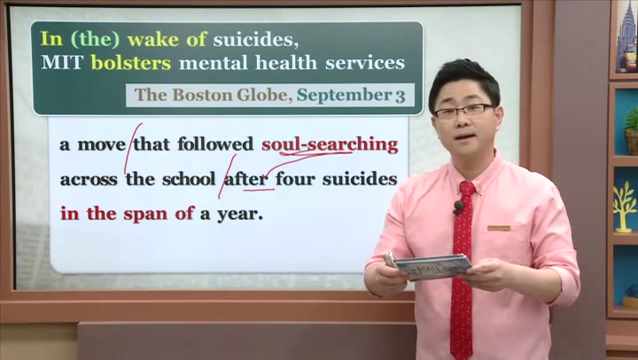 In (the) wake of suicides,
MIT bolsters mental health services
The Boston Globe, September 3
a move that followed soul-searching
across the school after four suicides
in the span of a year.